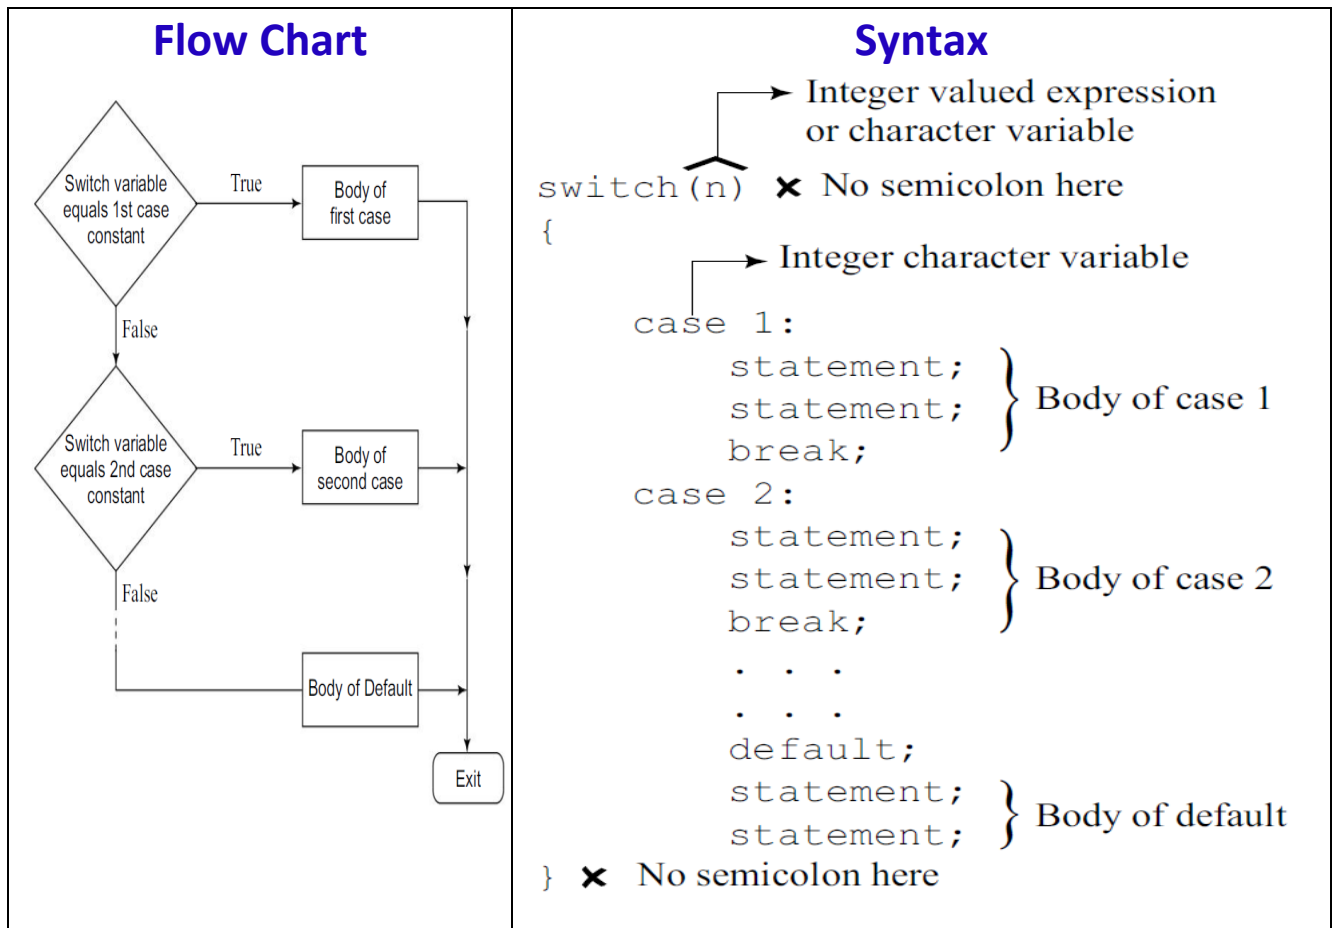 Flow Chart
Switch variable
equals 1st case
constant
True
Body of
first case
False
Switch variable
equals 2nd case
constant
True
Body of
second case
False
Body of Default
Exit
Syntax
Integer valued expression
or character variable
switch(n) ✖ No semicolon here
{
Integer character variable
case 1:
statement;
statement;
break;
Body of case 1
case 2:
statement;
statement;
break;
Body of case 2
. . .
. . .
default;
statement;
statement;
Body of default
} ✖ No semicolon here